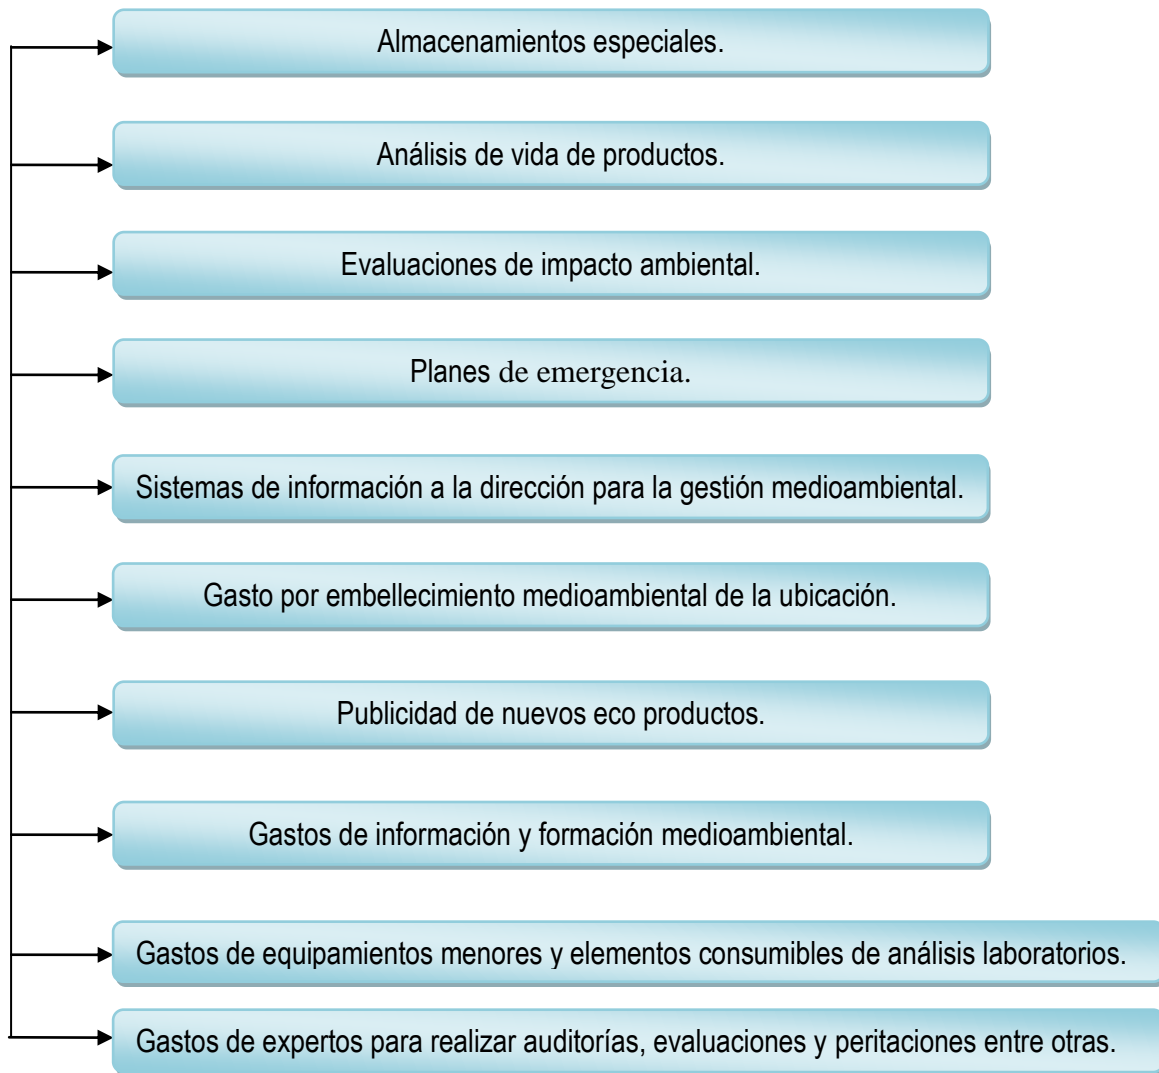 Almacenamientos especiales.
Análisis de vida de productos.
Evaluaciones de impacto ambiental.
Planes de emergencia.
Sistemas de información a la dirección para la gestión medioambiental.
Gasto por embellecimiento medioambiental de la ubicación.
Publicidad de nuevos eco productos.
Gastos de información y formación medioambiental.
Gastos de equipamientos menores y elementos consumibles de análisis laboratorios.
Gastos de expertos para realizar auditorías, evaluaciones y peritaciones entre otras.